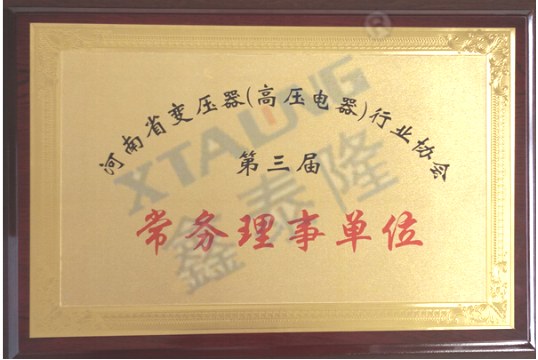 河南省变压器(高压电器)行业协会
第三届
常务理事单位
XTALONG
鑫泰隆
®